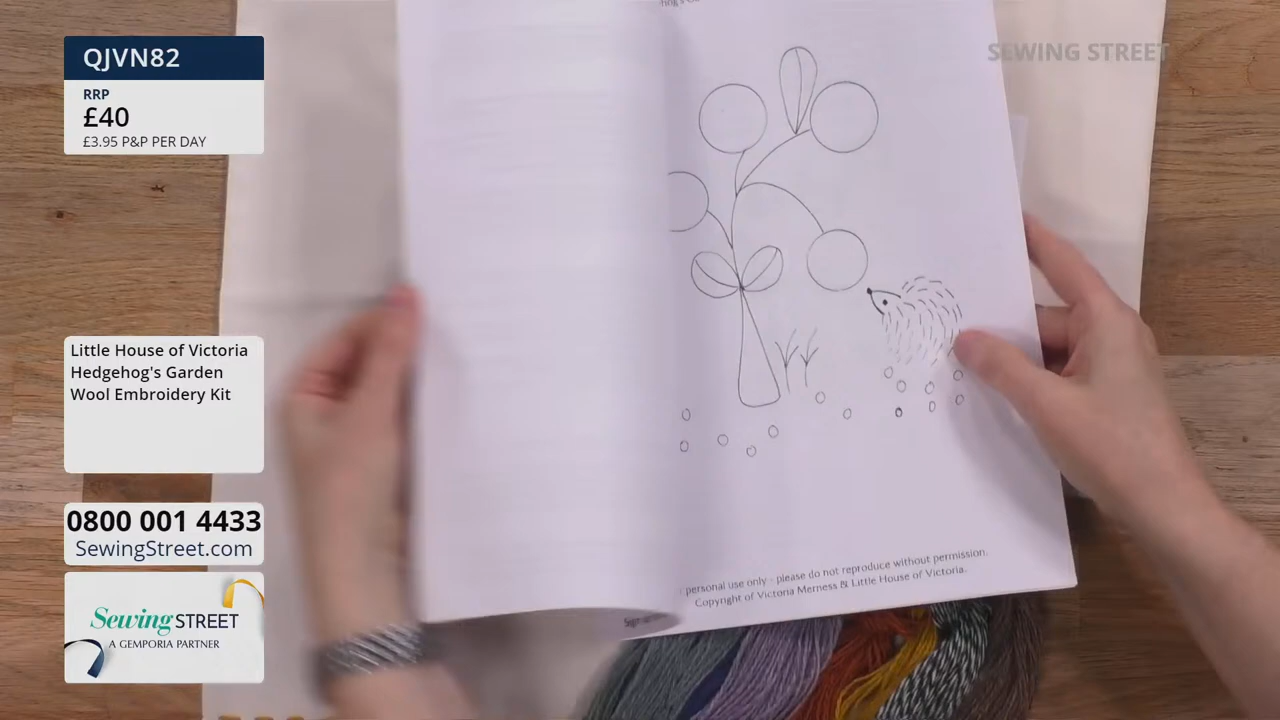 QJVN82
RRP
£40
£3.95 P&P PER DAY
Little House of Victoria
Hedgehog's Garden
Wool Embroidery Kit
0800 001 4433
SewingStreet.com
Sewing STREET
A GEMPORIA PARTNER
SEWING STREET
personal use only - please do not reproduce without permission.
Copyright of Victoria Merness & Little House of Victoria.